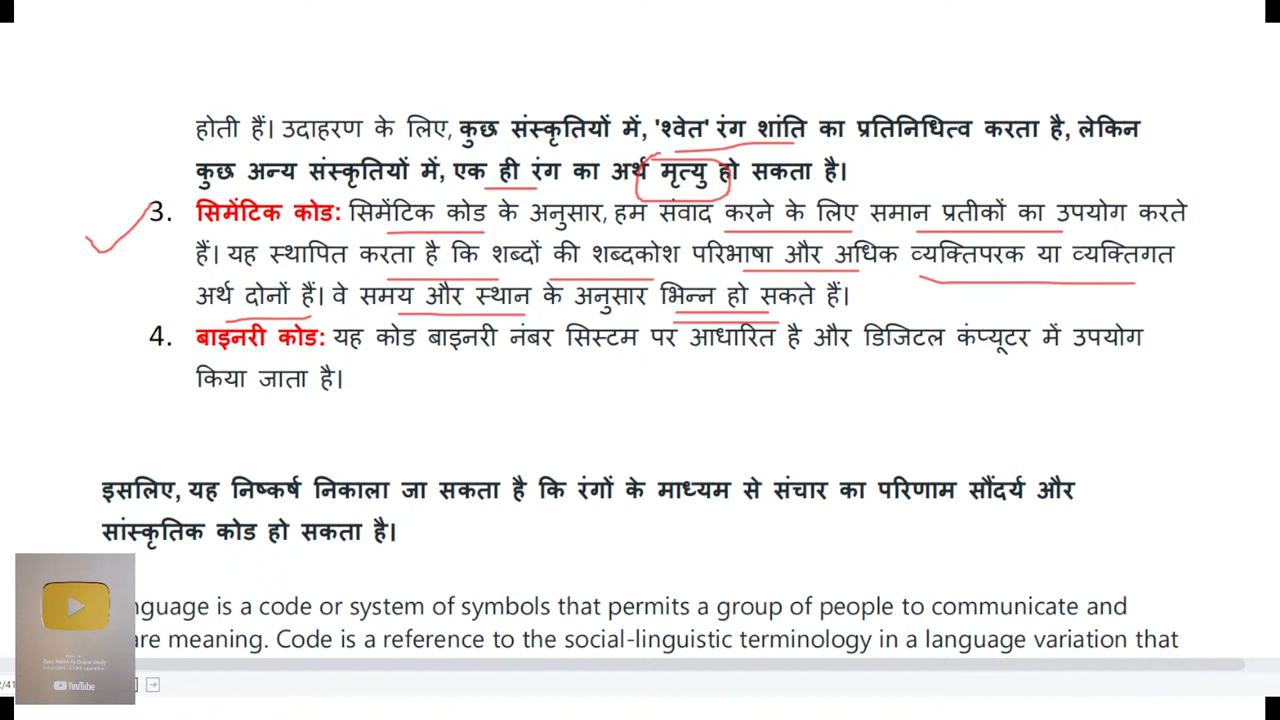 होती हैं। उदाहरण के लिए, कुछ संस्कृतियों में, 'श्वेत' रंग शांति का प्रतिनिधित्व करता है, लेकिन
कुछ अन्य संस्कृतियों में, एक ही रंग का अर्थ मृत्यु हो सकता है।
3. सिमेंटिक कोड: सिमेंटिक कोड के अनुसार, हम संवाद करने के लिए समान प्रतीकों का उपयोग करते
हैं। यह स्थापित करता है कि शब्दों की शब्दकोश परिभाषा और अधिक व्यक्तिपरक या व्यक्तिगत
अर्थ दोनों हैं। वे समय और स्थान के अनुसार भिन्न हो सकते हैं।
4. बाइनरी कोड: यह कोड बाइनरी नंबर सिस्टम पर आधारित है और डिजिटल कंप्यूटर में उपयोग
किया जाता है।
इसलिए, यह निष्कर्ष निकाला जा सकता है कि रंगों के माध्यम से संचार का परिणाम सौंदर्य और
सांस्कृतिक कोड हो सकता है।
nguage is a code or system of symbols that permits a group of people to communicate and
are meaning. Code is a reference to the social-linguistic terminology in a language variation that
YouTube